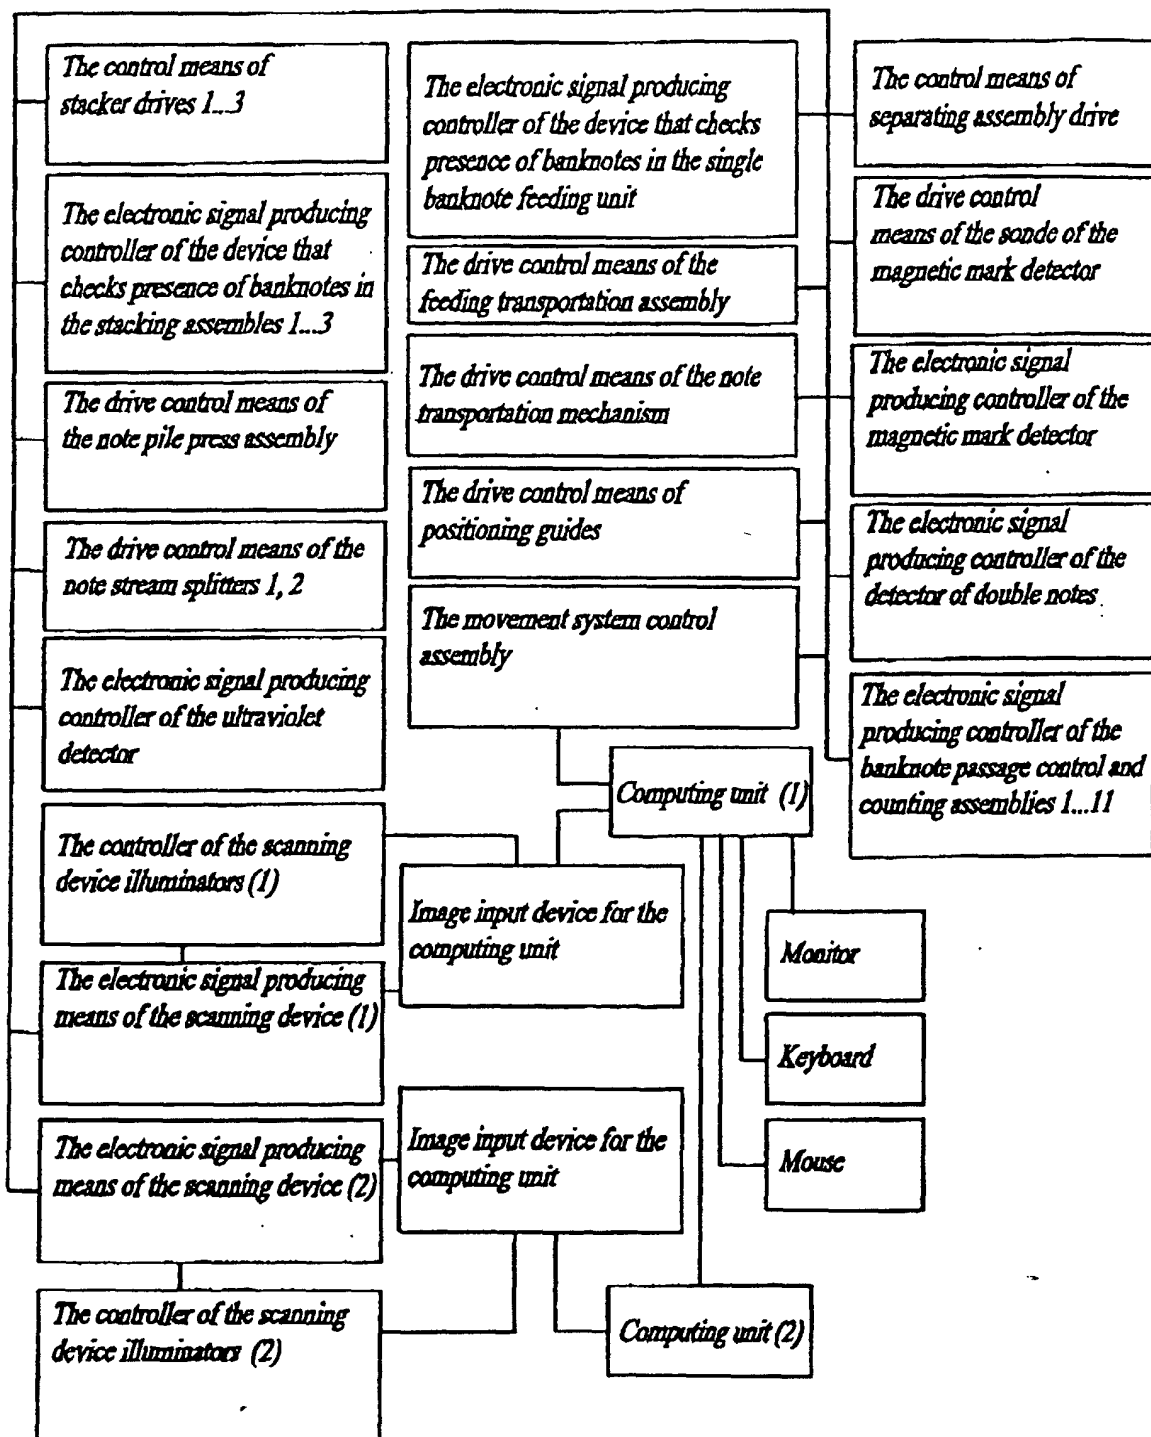 The control means of
stacker drives 1...3
The electronic signal producing
controller of the device that
checks presence of banknotes in
the stacking assembles 1...3
The drive control means of
the note pile press assembly
The drive control means of the
note stream splitters 1, 2
The electronic signal producing
controller of the ultraviolet
detector
The controller of the scanning
device illuminators (1)
The electronic signal producing
means of the scanning device (1)
The electronic signal producing
means of the scanning device (2)
The controller of the scanning
device illuminators (2)
The electronic signal producing
controller of the device that checks
presence of banknotes in the single
banknote feeding unit
The drive control means of the
feeding transportation assembly
The drive control means of the note
transportation mechanism
The drive control means of
positioning guides
The movement system control
assembly
Computing unit (1)
Image input device for the
computing unit
Image input device for the
computing unit
Computing unit (2)
Monitor
Keyboard
Mouse
The control means of
separating assembly drive
The drive control
means of the sonde of the
magnetic mark detector
The electronic signal
producing controller of the
magnetic mark detector
The electronic signal
producing controller of the
detector of double notes
The electronic signal
producing controller of the
banknote passage control and
counting assemblies 1...11